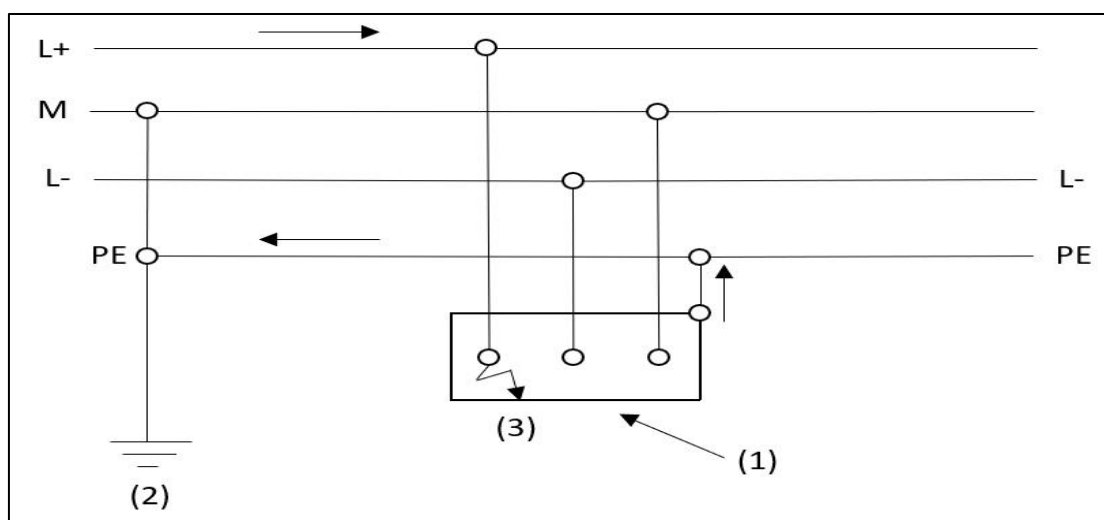 L+
M
L- L-
PE PE
(3)
(1)
(2)